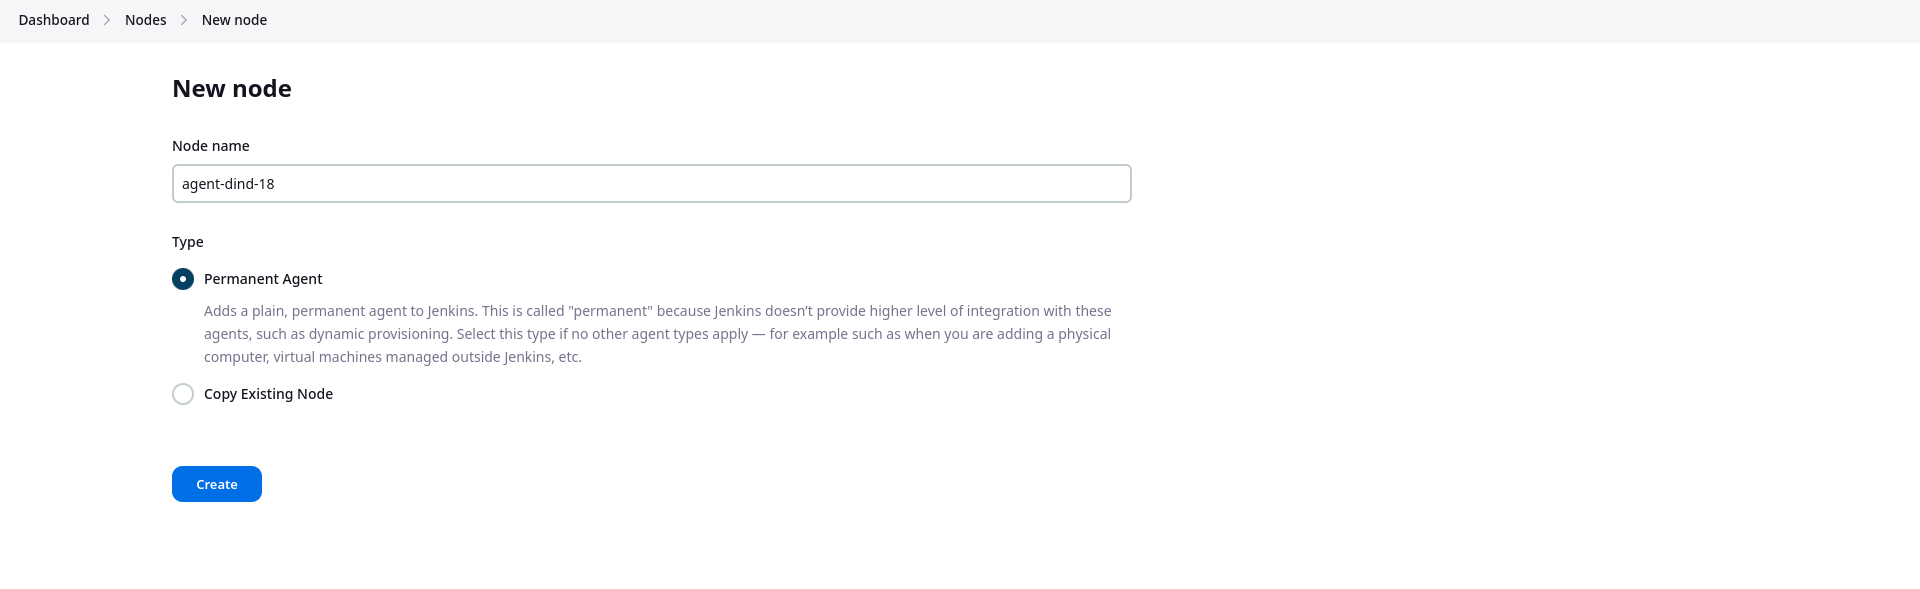 Dashboard > Nodes > New node
New node
Node name
agent-dind-18
Type
Permanent Agent
Adds a plain, permanent agent to Jenkins. This is called "permanent" because Jenkins doesn’t provide higher level of integration with these
agents, such as dynamic provisioning. Select this type if no other agent types apply — for example such as when you are adding a physical
computer, virtual machines managed outside Jenkins, etc.
Copy Existing Node
Create